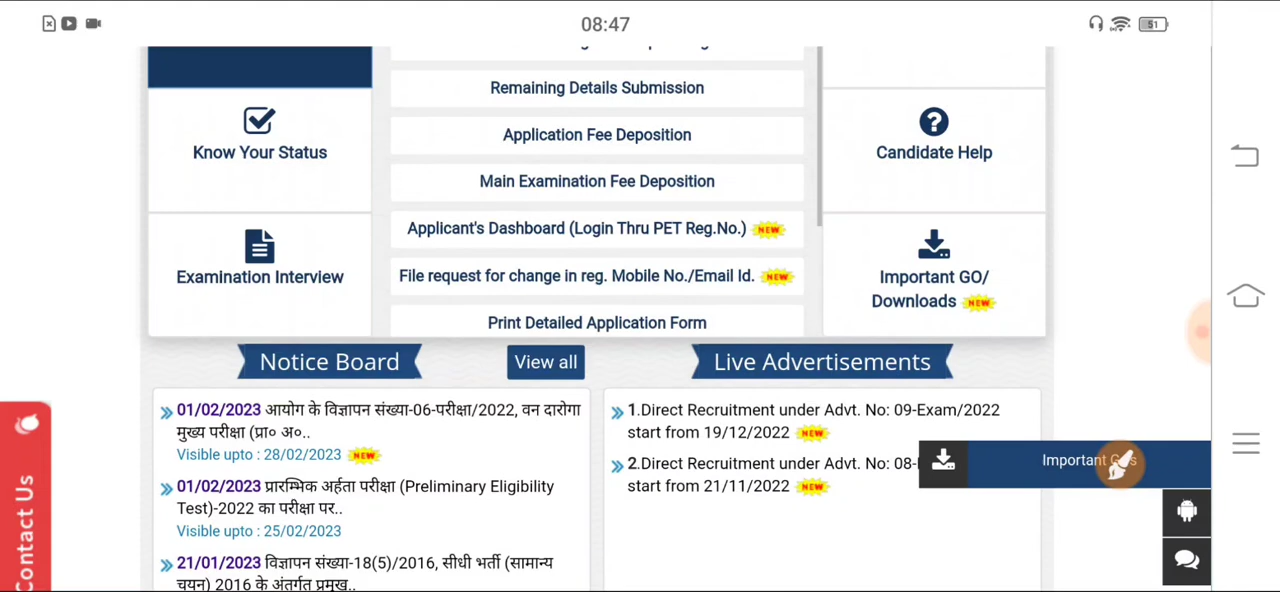 08:47
51
Remaining Details Submission
Application Fee Deposition
Main Examination Fee Deposition
Applicant's Dashboard (Login Thru PET Reg.No.) NEW
File request for change in reg. Mobile No./Email Id. NEW
Print Detailed Application Form
Know Your Status
Examination Interview
Candidate Help
Important GO/
Downloads NEW
Notice Board
View all
Live Advertisements
01/02/2023 आयोग के विज्ञापन संख्या-06-परीक्षा/2022, वन दारोगा
मुख्य परीक्षा (प्रा० अ०..
Visible upto : 28/02/2023 NEW
01/02/2023 प्रारम्भिक अर्हता परीक्षा (Preliminary Eligibility
Test)-2022 का परीक्षा पर..
Visible upto : 25/02/2023
21/01/2023 विज्ञापन संख्या-18(5)/2016, सीधी भर्ती (सामान्य
चयन) 2016 के अंतर्गत प्रमुख..
1.Direct Recruitment under Advt. No: 09-Exam/2022
start from 19/12/2022 NEW
2.Direct Recruitment under Advt. No: 08-
start from 21/11/2022 NEW
Important
Contact Us